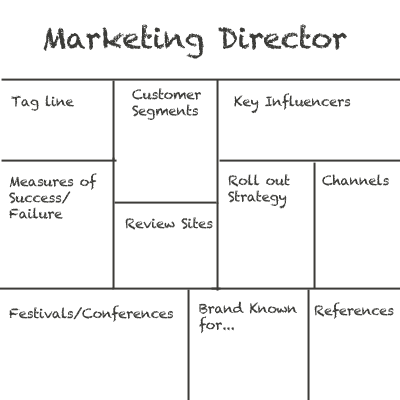 Marketing Director
Tag line
Customer
Segments
Key Influencers
Measures of
Success/
Failure
Review Sites
Roll out
Strategy
Channels
Festivals/Conferences
Brand Known
for...
References